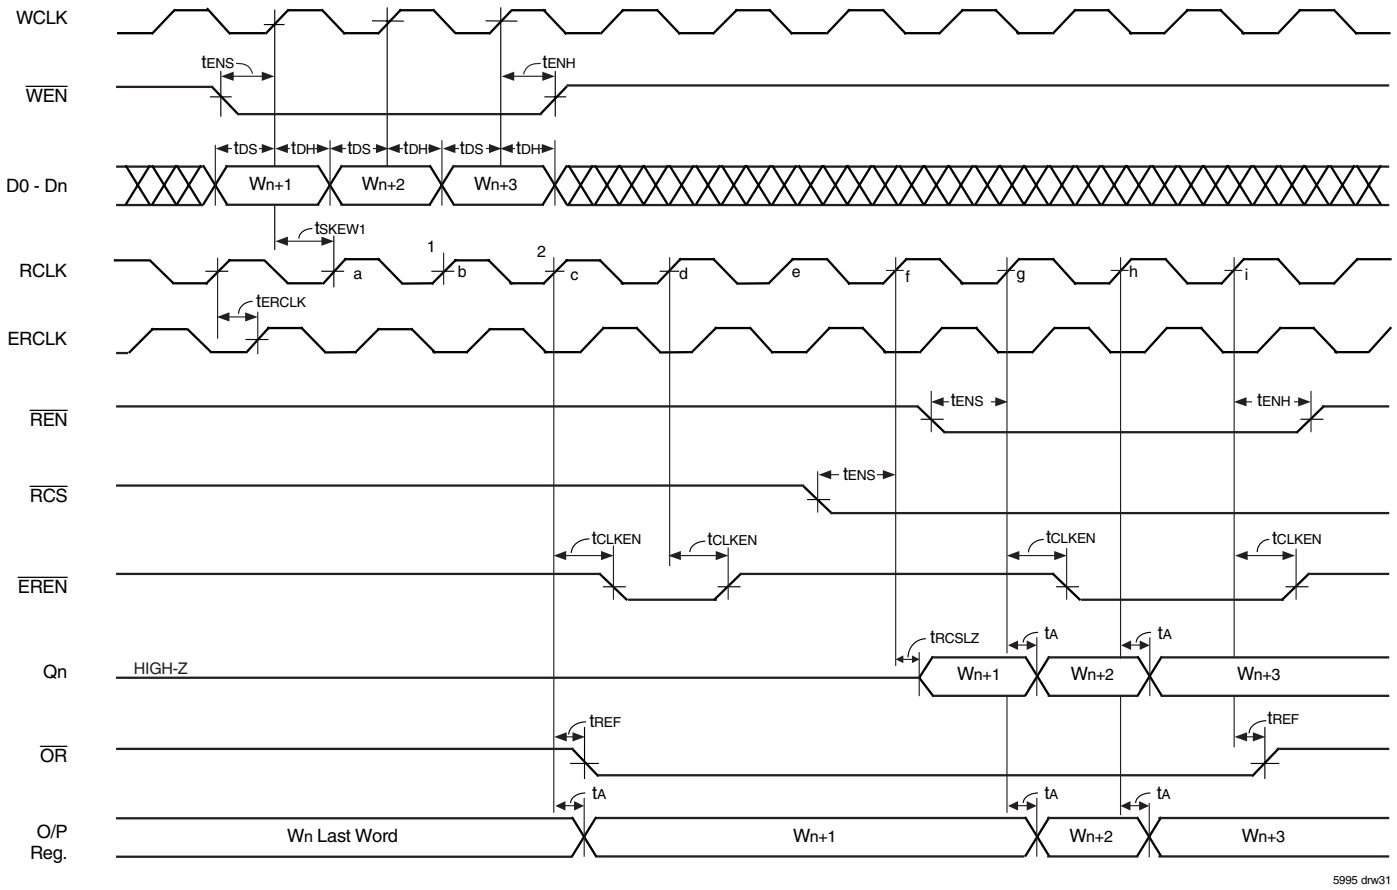 WCLK
tENS
tENH
WEN
tDS tDH tDS tDH tDS tDH
D0 - Dn
Wn+1 Wn+2 Wn+3
tSKEW1
1 2
RCLK
a b c d e f g h i
tERCLK
ERCLK
REN
tENS
tENH
RCS
tENS
tCLKEN tCLKEN tCLKEN tCLKEN
EREN
tRCSLZ tA tA
Qn
HIGH-Z
Wn+1 Wn+2 Wn+3
tREF tREF
OR
tA tA tA
O/P
Reg.
Wn Last Word Wn+1 Wn+2 Wn+3
5995 drw31